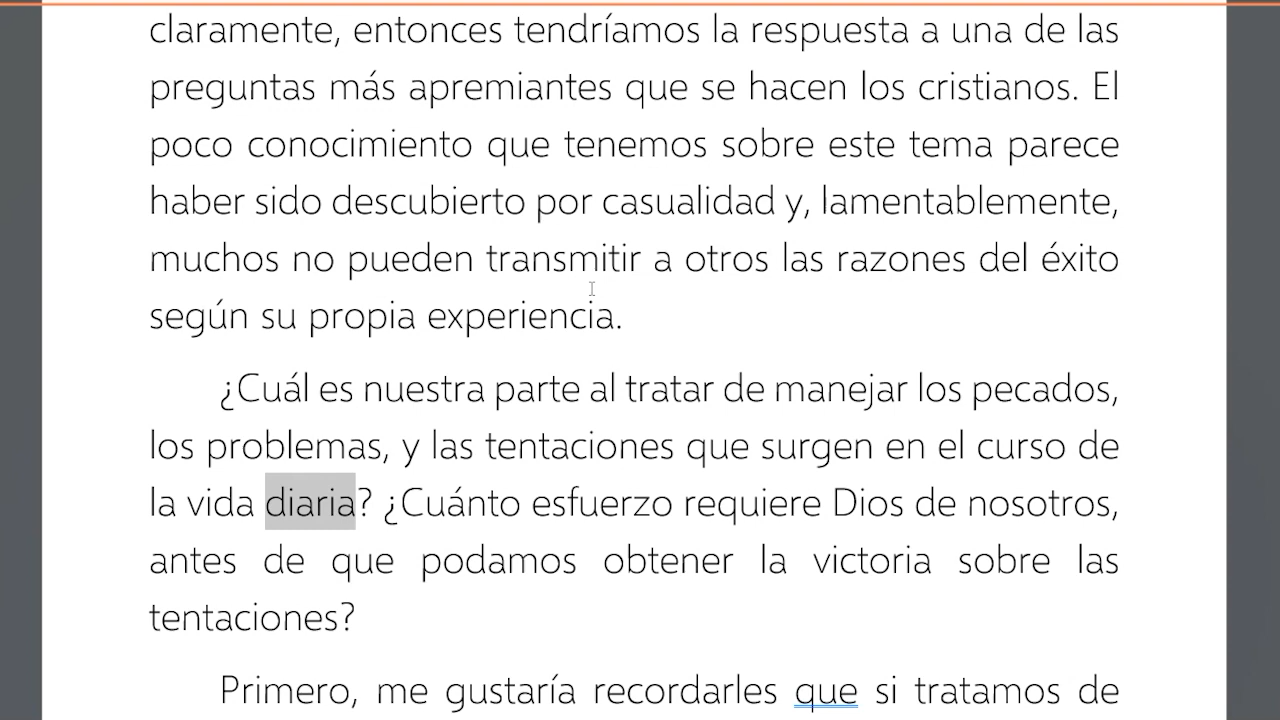 claramente, entonces tendríamos la respuesta a una de las
preguntas más apremiantes que se hacen los cristianos. El
poco conocimiento que tenemos sobre este tema parece
haber sido descubierto por casualidad y, lamentablemente,
muchos no pueden transmitir a otros las razones del éxito
según su propia experiencia.
¿Cuál es nuestra parte al tratar de manejar los pecados,
los problemas, y las tentaciones que surgen en el curso de
la vida diaria? ¿Cuánto esfuerzo requiere Dios de nosotros,
antes de que podamos obtener la victoria sobre las
tentaciones?
Primero, me gustaría recordarles que si tratamos de